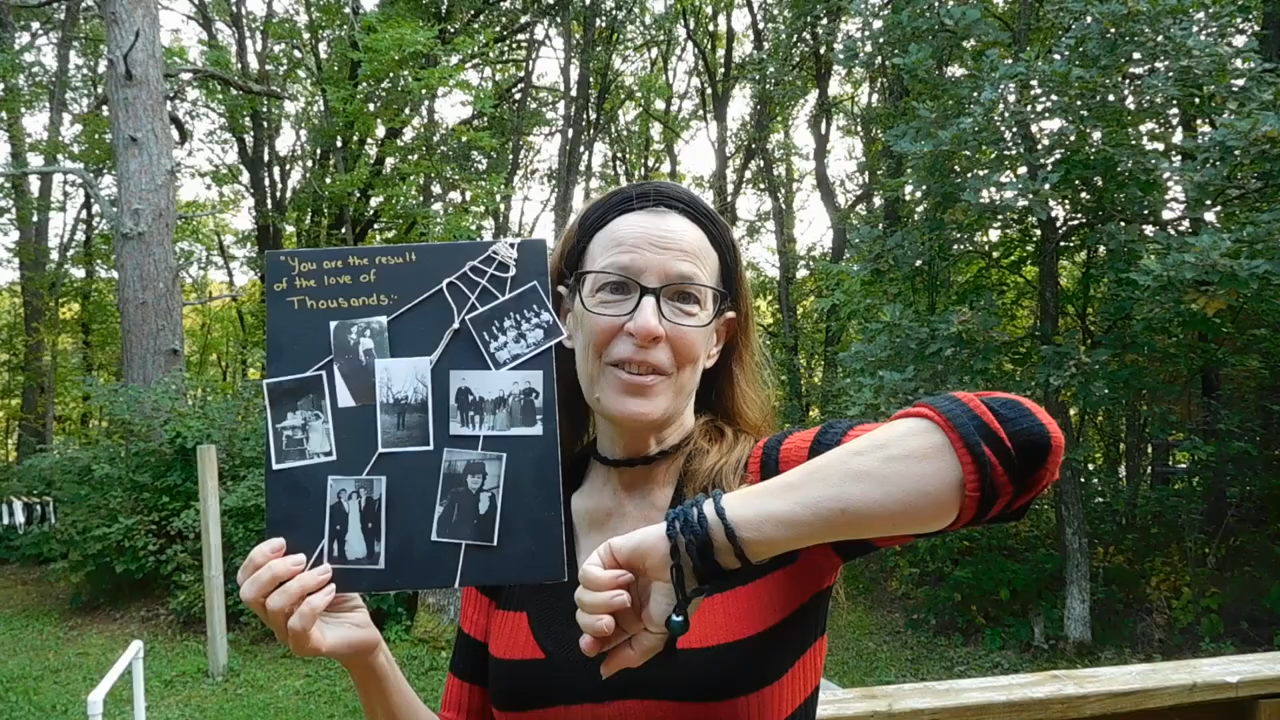 "You are the result
of the love of
Thousands."